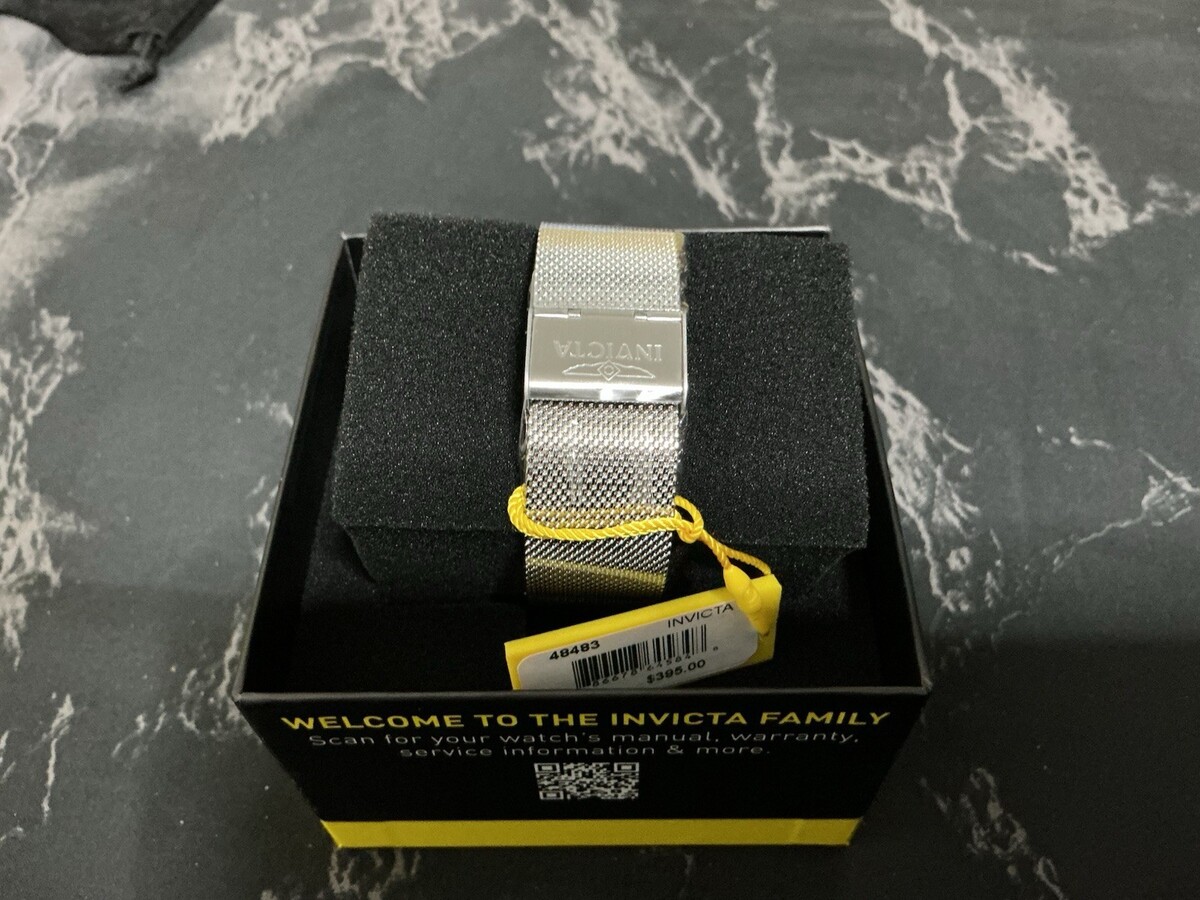 INVICTA
INVICTA
48483
$395.00
WELCOME TO THE INVICTA FAMILY
Scan for your watch's manual, warranty,
service information & more.